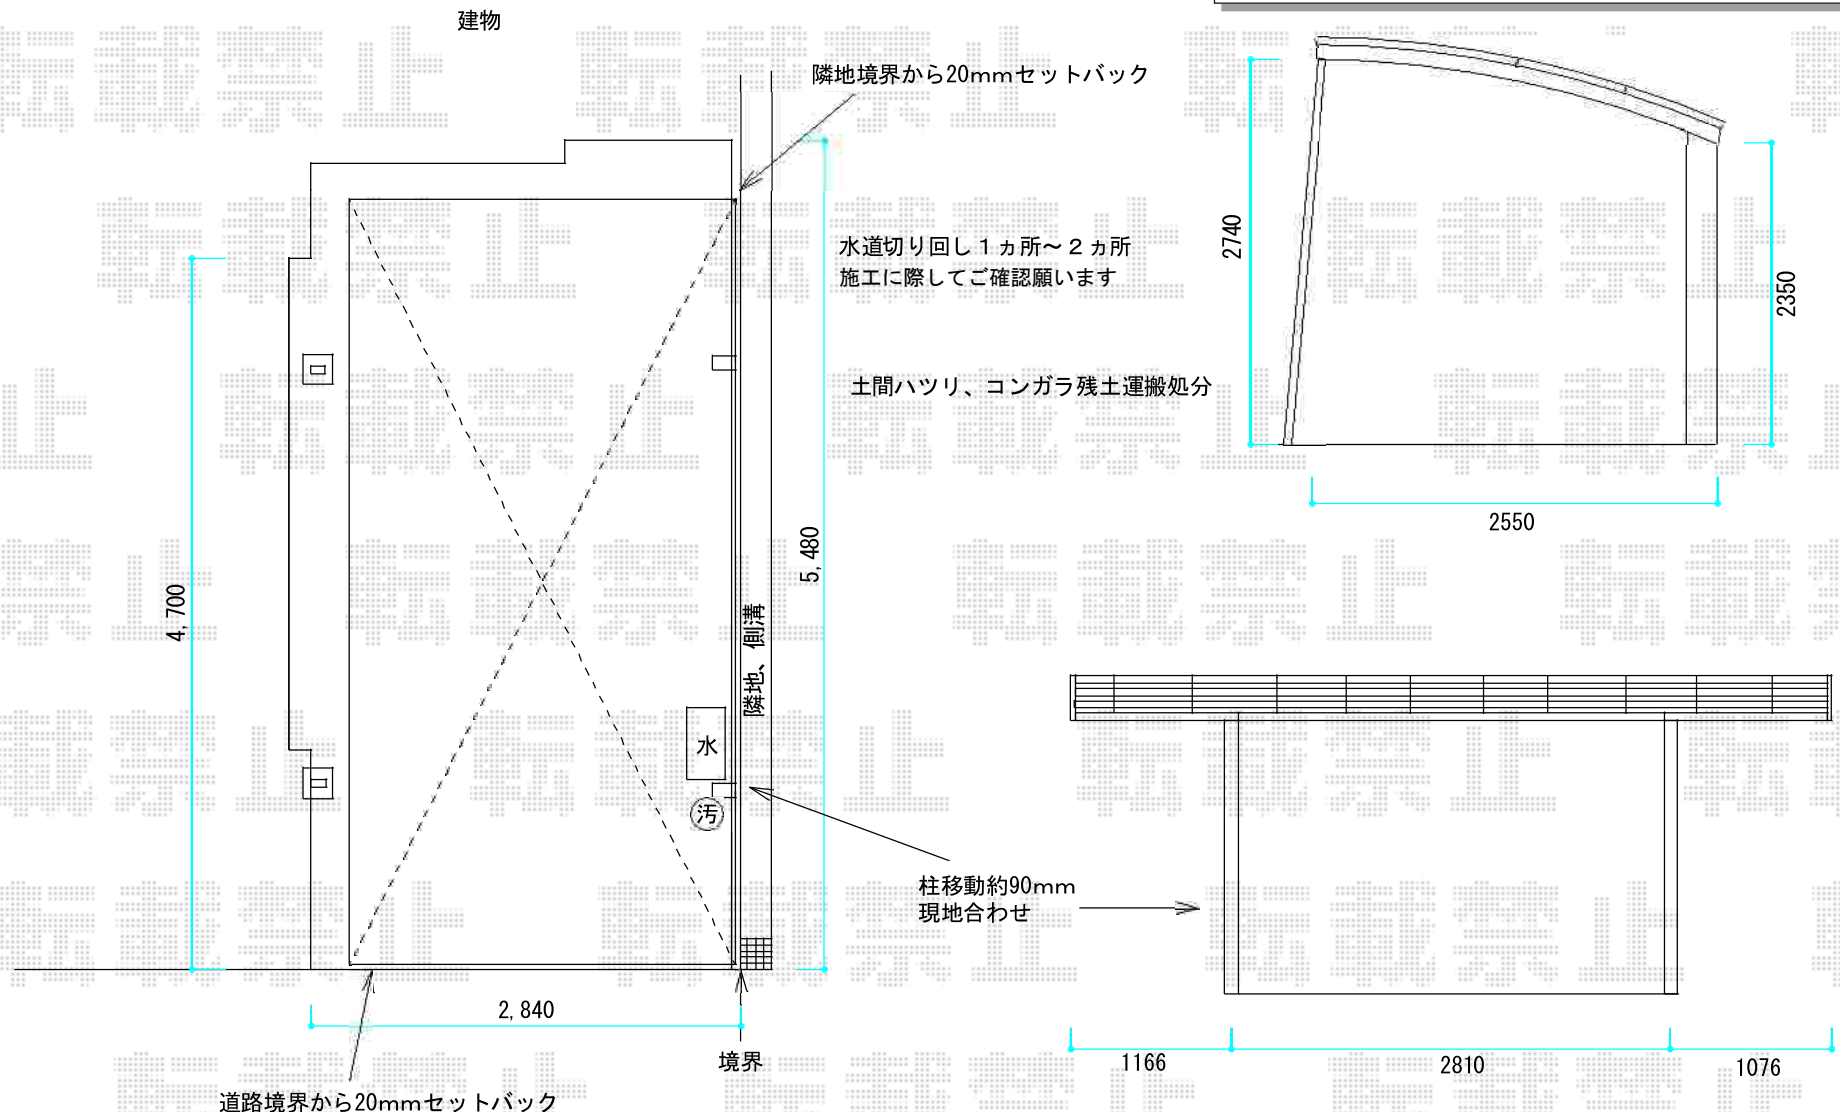 建物
隣地境界から20mmセットバック
水道切り回し１ヵ所～２ヵ所
施工に際してご確認願います
土間ハツリ、コンガラ残土運搬処分
2740
2350
2550
4,700
5,480
隣地、側溝
水
汚
柱移動約90mm
現地合わせ
2,840
境界
道路境界から20mmセットバック
1166
2810
1076
転載禁止